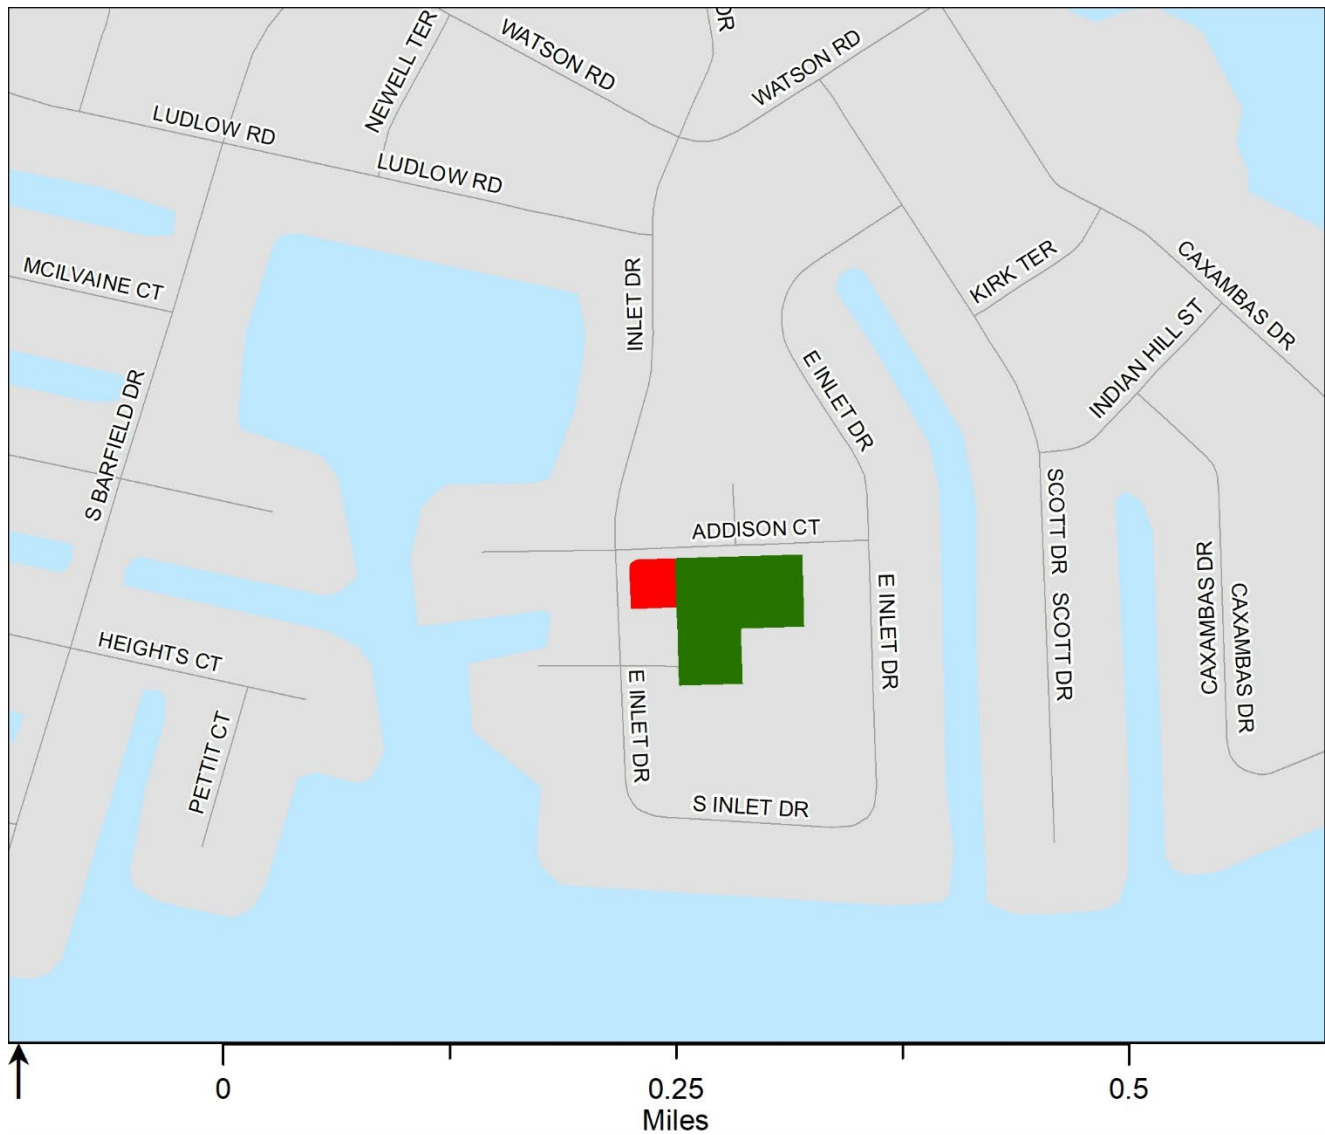 DR
NEWELL TER
WATSON RD
WATSON RD
LUDLOW RD
LUDLOW RD
MCILVAINE CT
INLET DR
KIRK TER
CAXAMBAS DR
INDIAN HILL ST
E INLET DR
S BARFIELD DR
ADDISON CT
SCOTT DR
SCOTT DR
CAXAMBAS DR
CAXAMBAS DR
E INLET DR
HEIGHTS CT
E INLET DR
PETTIT CT
S INLET DR
0
0.25
0.5
Miles